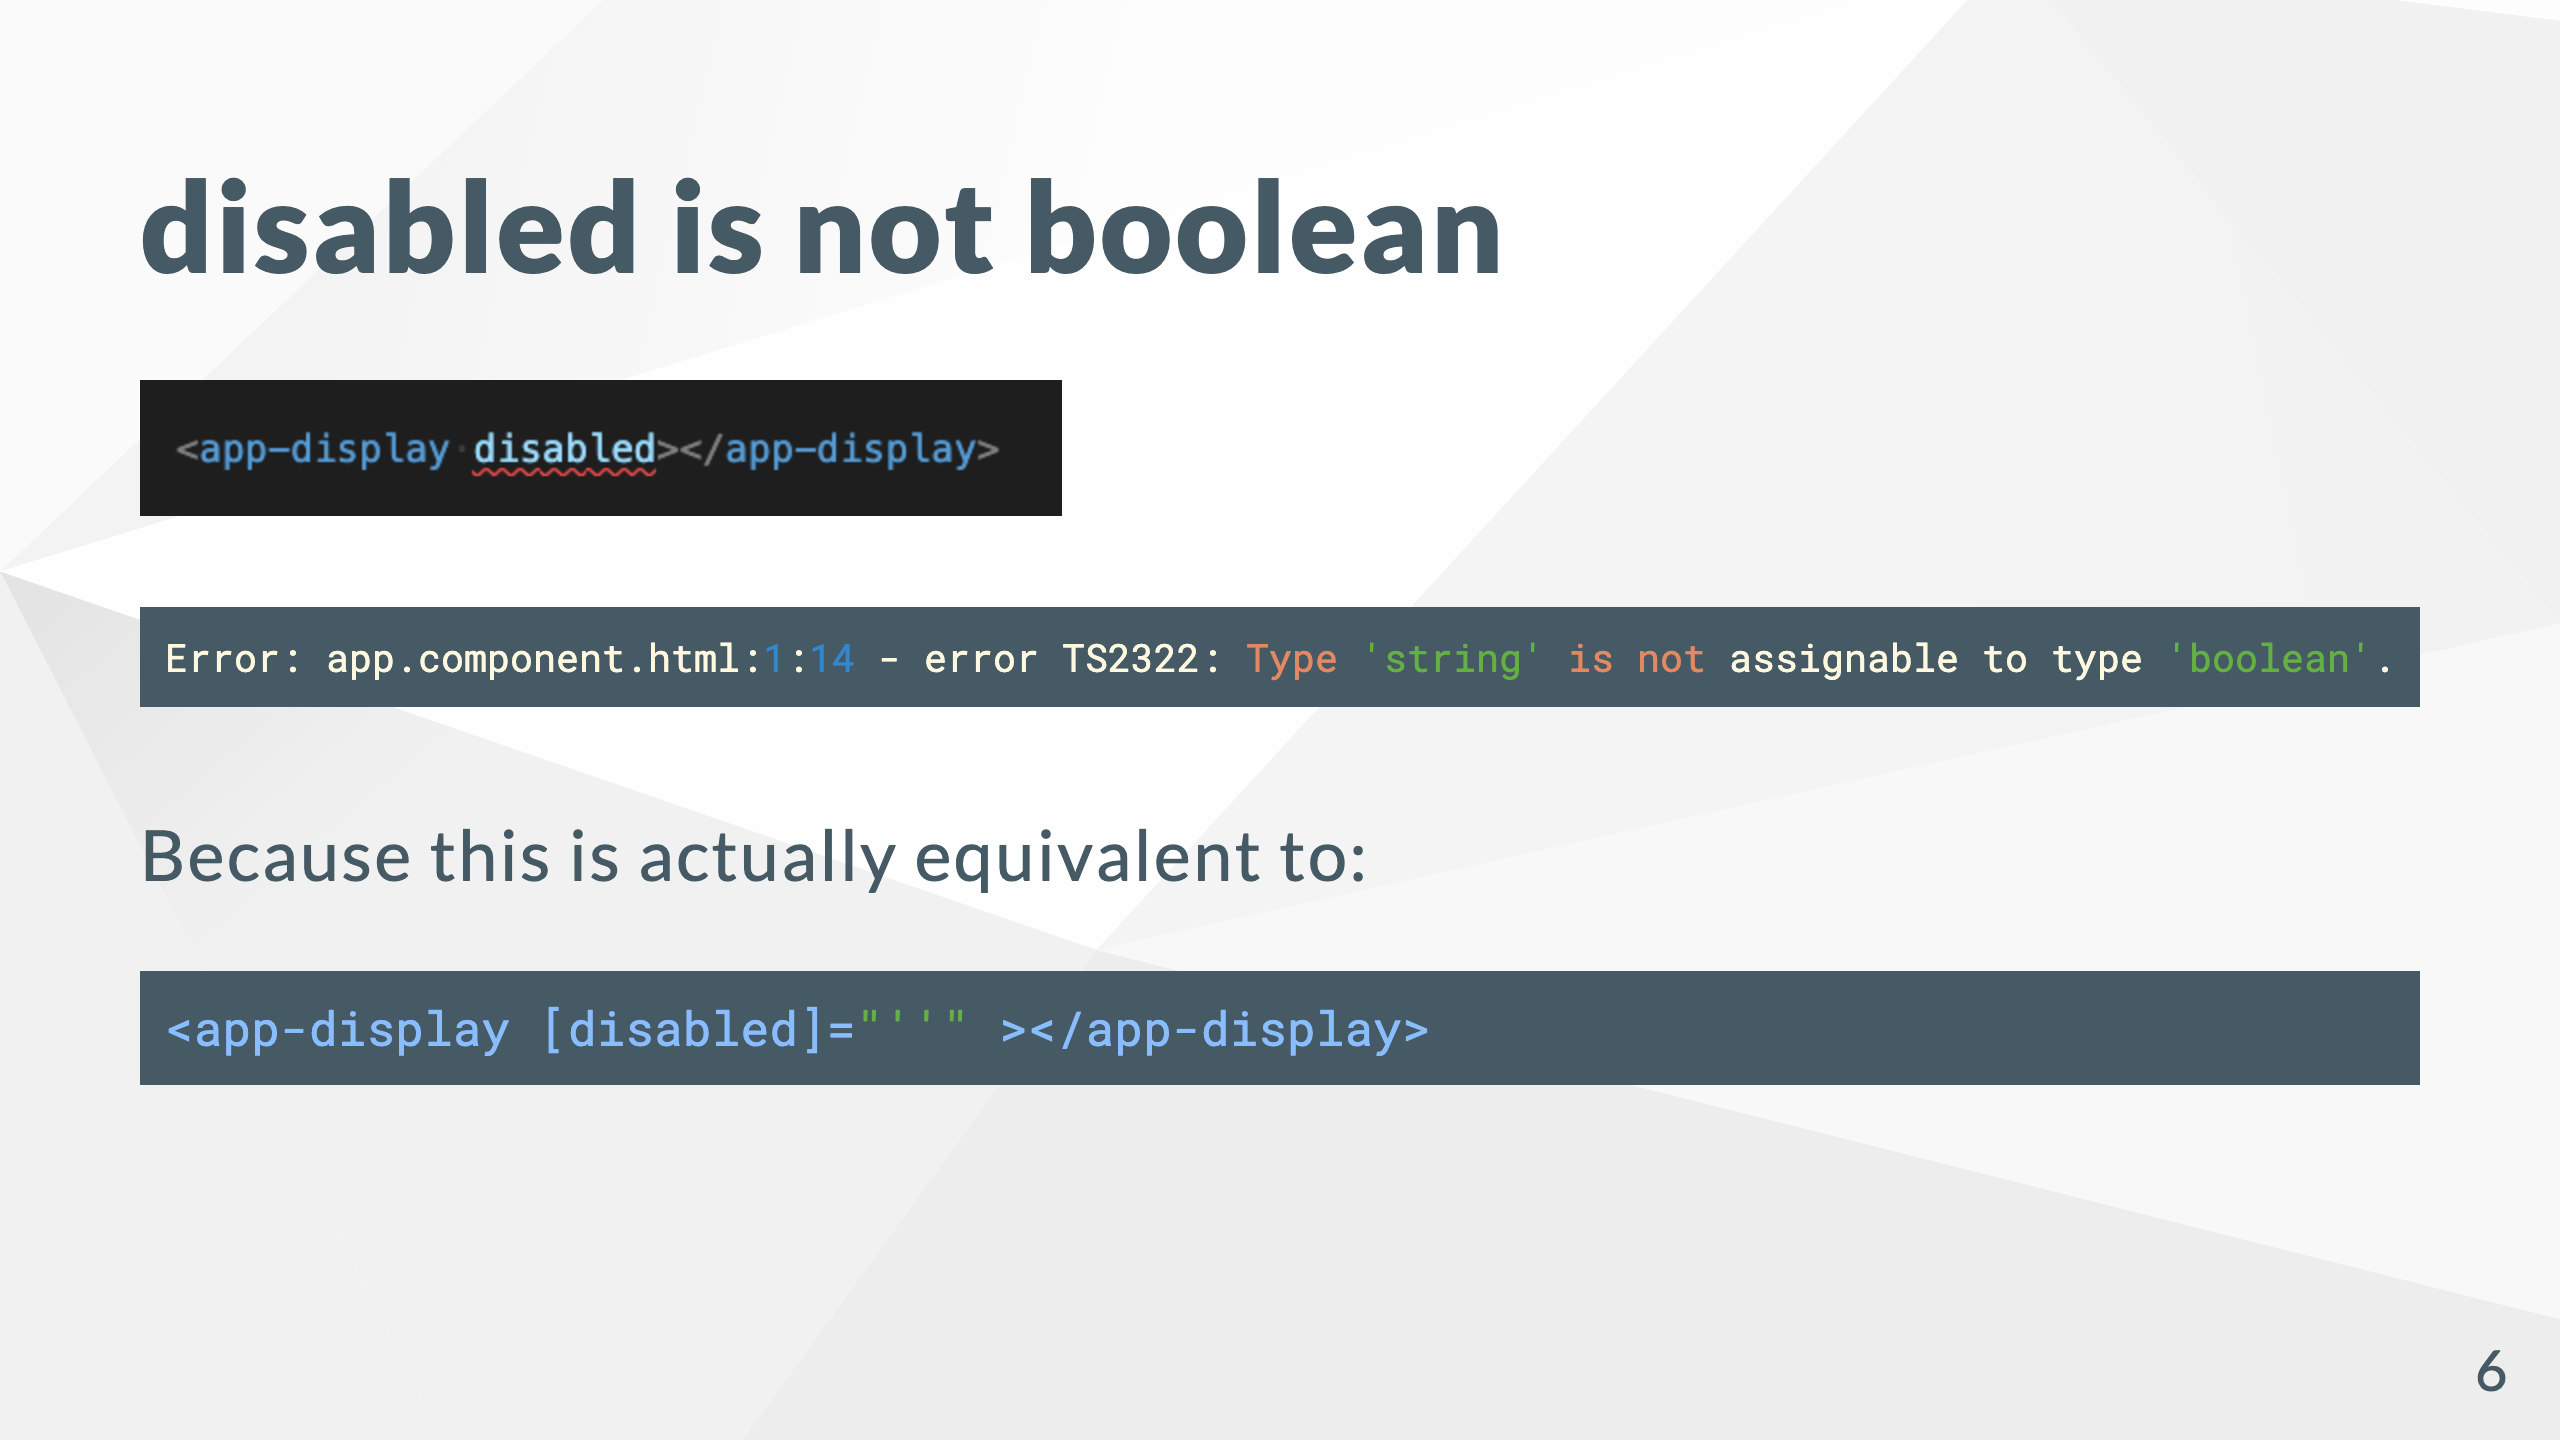 disabled is not boolean
<app-display disabled></app-display>
Error: app.component.html:1:14 - error TS2322: Type 'string' is not assignable to type 'boolean'.
Because this is actually equivalent to:
<app-display [disabled]="''" ></app-display>
6